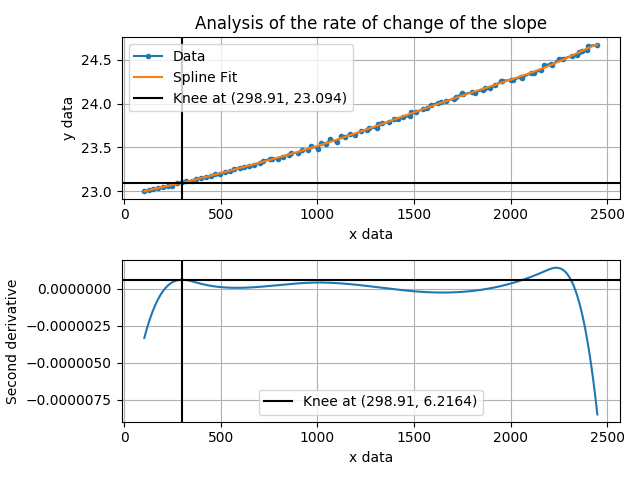 Analysis of the rate of change of the slope
Data
Spline Fit
Knee at (298.91, 23.094)
y data
24.5
24.0
23.5
23.0
0
500
1000
1500
2000
2500
x data
Second derivative
0.0000000
−0.0000025
−0.0000050
−0.0000075
Knee at (298.91, 6.2164)
0
500
1000
1500
2000
2500
x data